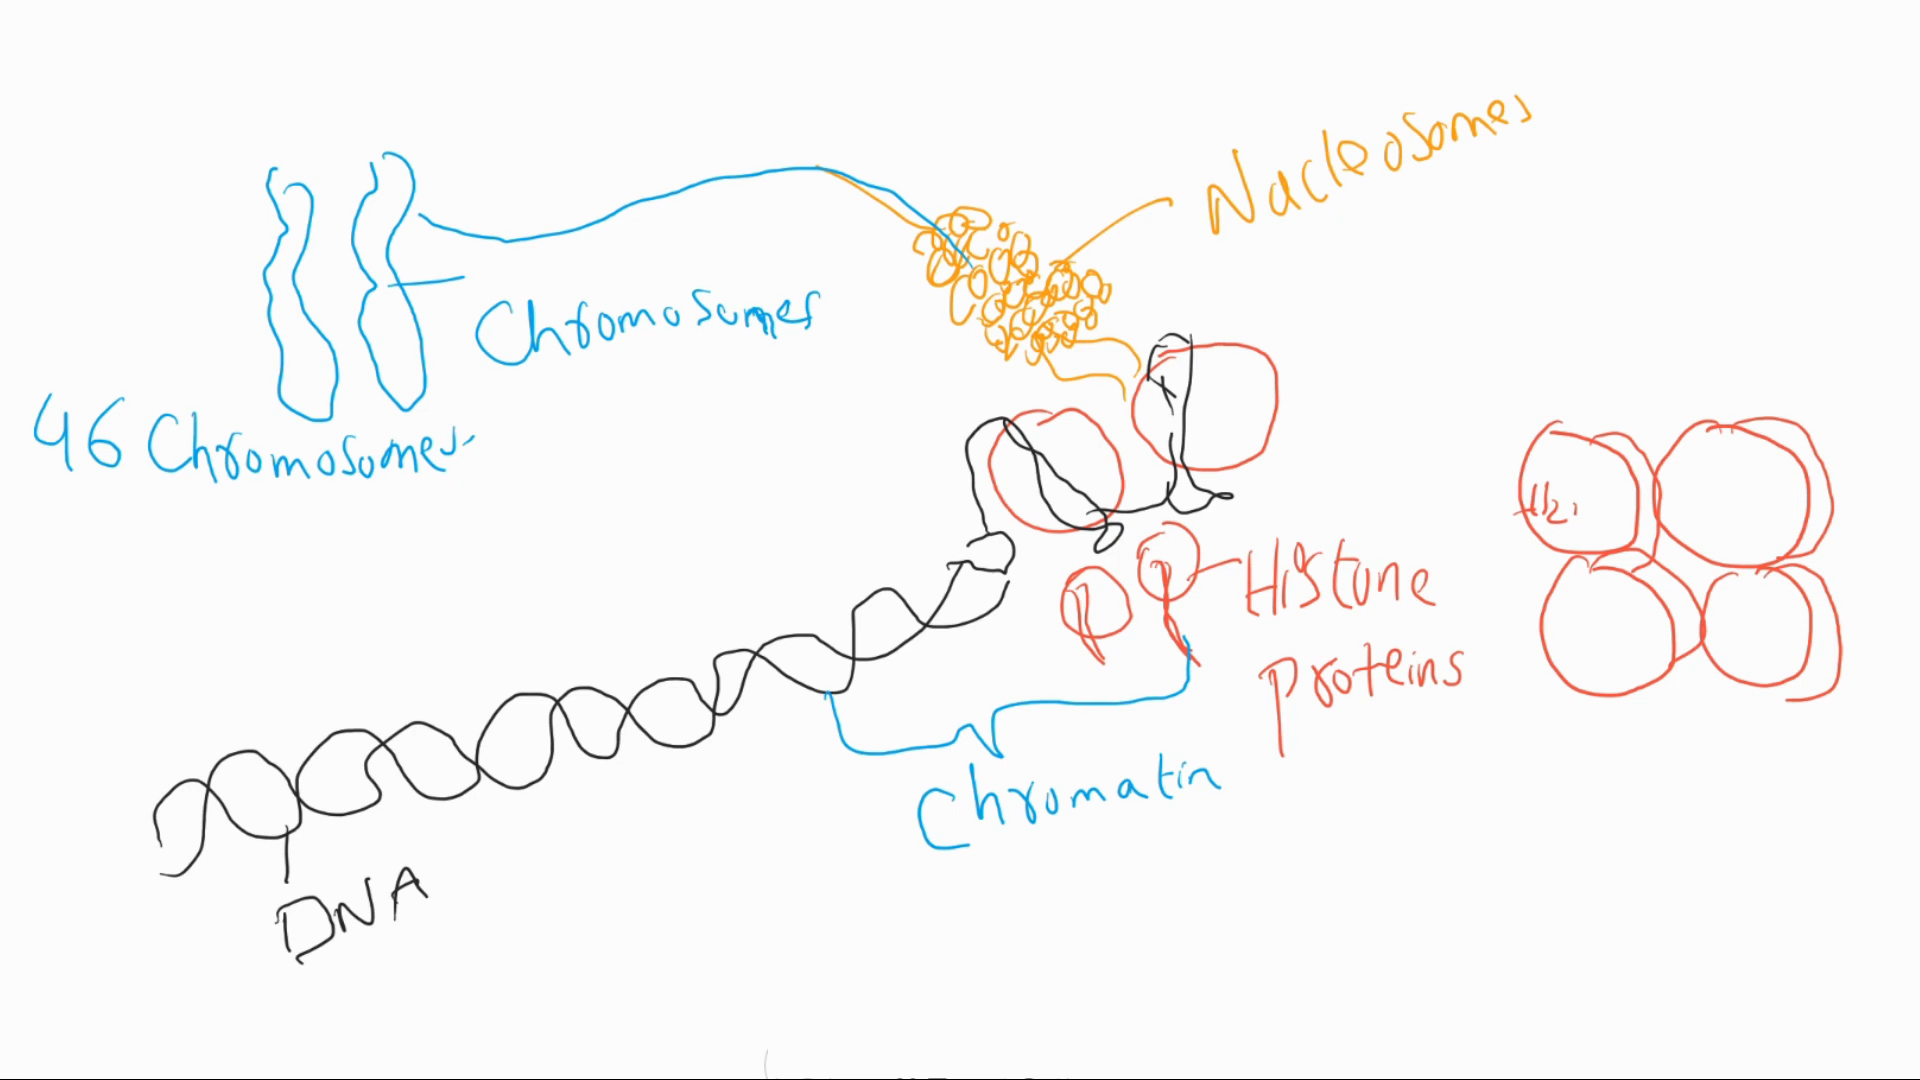 Nucleosomes
Chromosomes
46 Chromosomes
Histone
Proteins
Chromatin
DNA